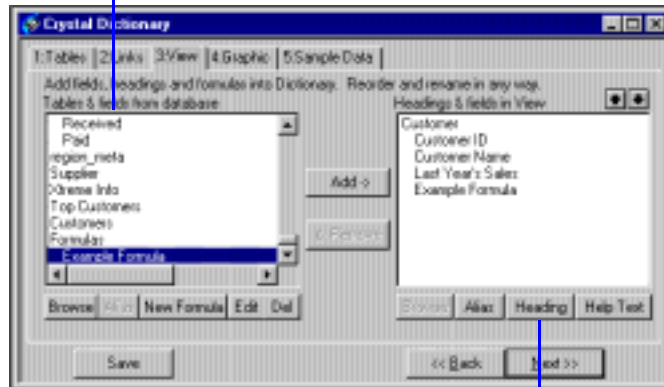 Crystal Dictionary
1:Tables 2:Links 3:View 4:Graphic 5:Sample Data
Add fields, headings and formulas into Dictionary. Reorder and rename in any way.
Tables & fields from database
Headings & fields in View
Received
Paid
region_meta
Supplier
Xtreme Info
Top Customers
Customers
Formulas
Example Formula
Add ->
<- Remove
Customer
Customer ID
Customer Name
Last Year's Sales
Example Formula
Browse Alias New Formula Edit Del
Browse Alias Heading Help Text
Save
<< Back
Next >>